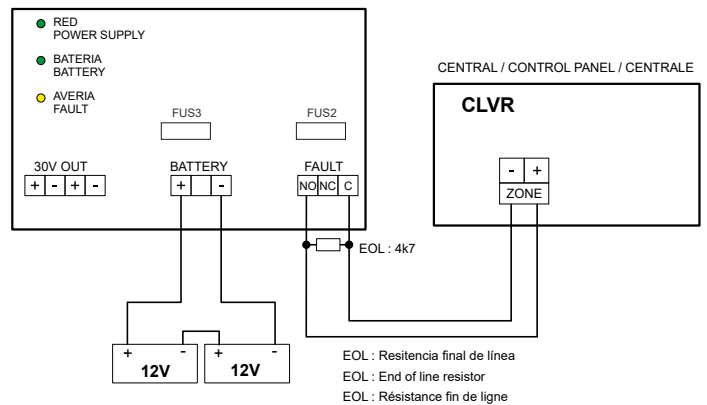 RED
POWER SUPPLY
BATERIA
BATTERY
AVERIA
FAULT
FUS3
FUS2
30V OUT
BATTERY
FAULT
+ - + -
+ -
NO NC C
CENTRAL / CONTROL PANEL / CENTRALE
CLVR
- +
ZONE
EOL : 4k7
+ -
12V
+ -
12V
EOL : Resitencia final de línea
EOL : End of line resistor
EOL : Résistance fin de ligne